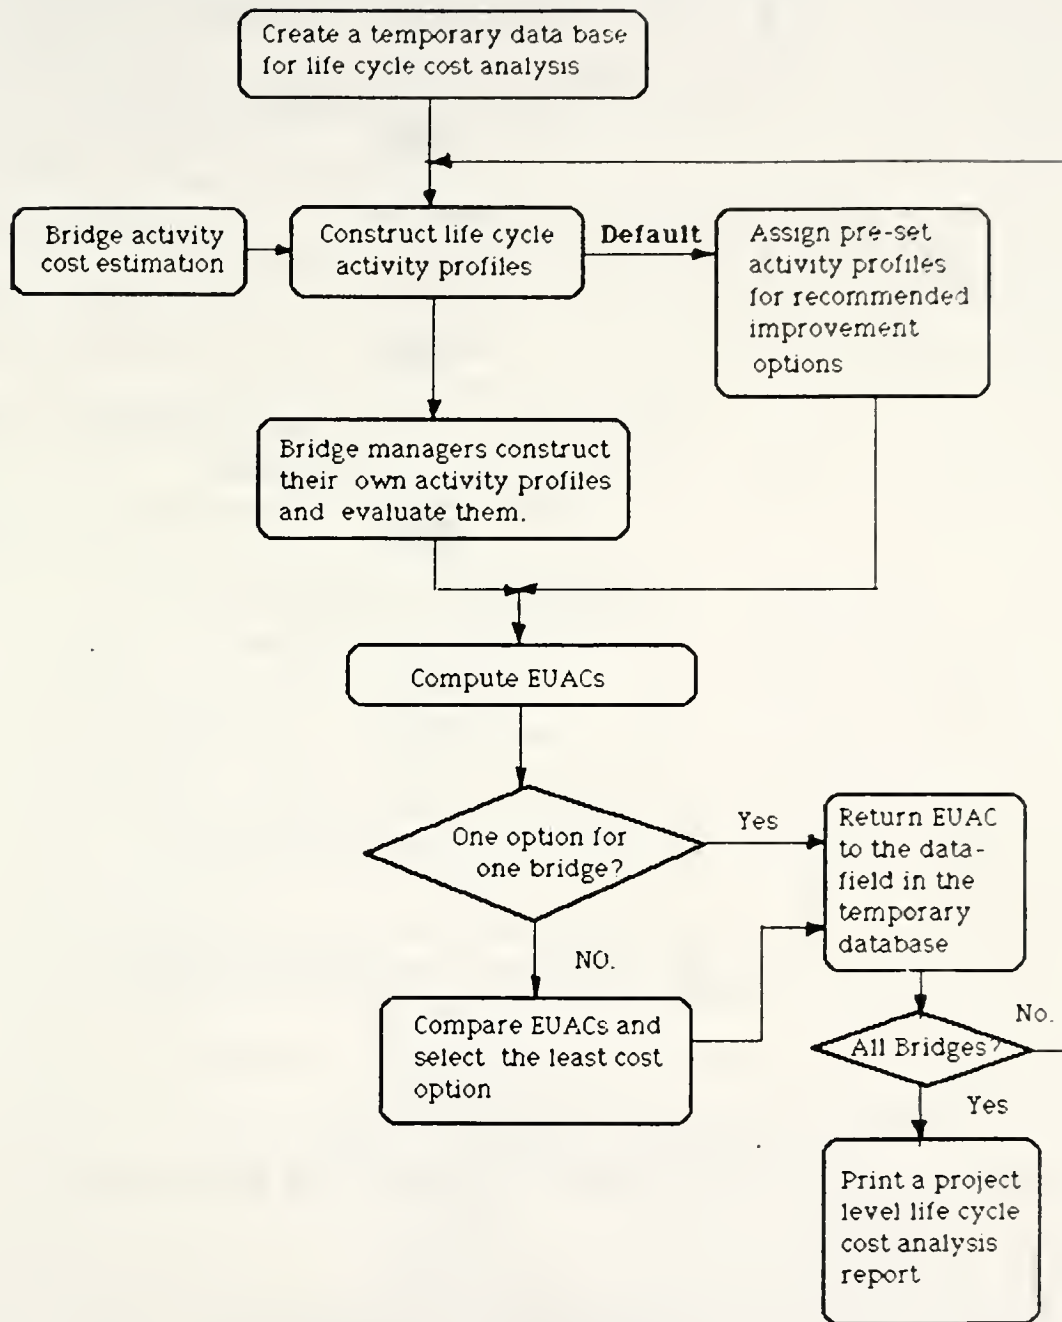 Create a temporary data base
for life cycle cost analysis
Bridge activity
cost estimation
Construct life cycle
activity profiles
Default
Assign pre-set
activity profiles
for recommended
improvement
options
Bridge managers construct
their own activity profiles
and evaluate them.
Compute EUACs
One option for
one bridge?
Yes
Return EUAC
to the data-
field in the
temporary
database
NO.
Compare EUACs and
select the least cost
option
All Bridges?
No.
Yes
Print a project
level life cycle
cost analysis
report